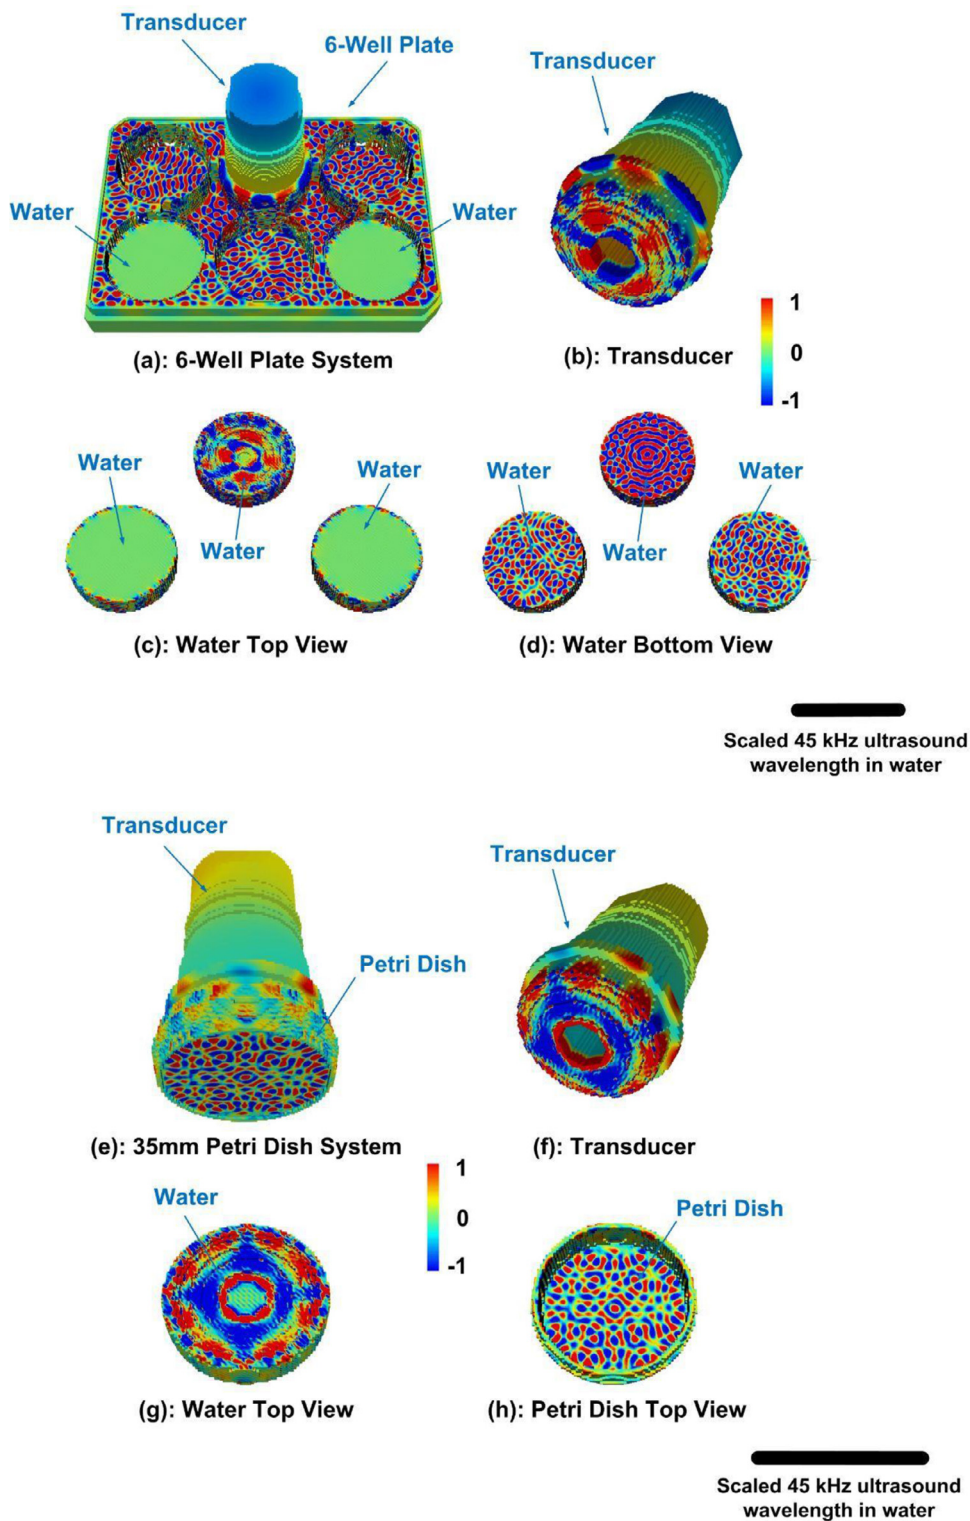 Transducer
6-Well Plate
Transducer
Water
Water
1
0
-1
(a): 6-Well Plate System
(b): Transducer
Water
Water
Water
Water
Water
Water
(c): Water Top View
(d): Water Bottom View
Scaled 45 kHz ultrasound
wavelength in water
Transducer
Transducer
Petri Dish
(e): 35mm Petri Dish System
(f): Transducer
1
0
-1
Water
Petri Dish
(g): Water Top View
(h): Petri Dish Top View
Scaled 45 kHz ultrasound
wavelength in water